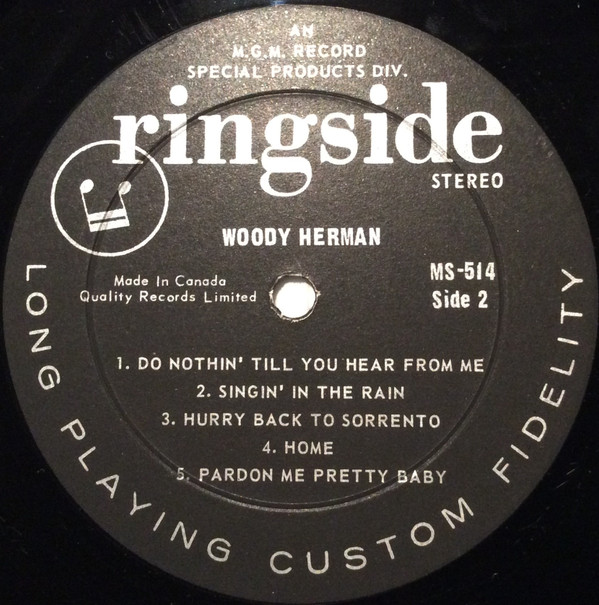 AN
M.G.M. RECORD
SPECIAL PRODUCTS DIV.
ringside
STEREO
WOODY HERMAN
Made In Canada
Quality Records Limited
MS-514
Side 2
1. DO NOTHIN' TILL YOU HEAR FROM ME
2. SINGIN' IN THE RAIN
3. HURRY BACK TO SORRENTO
4. HOME
5. PARDON ME PRETTY BABY
LONG PLAYING CUSTOM FIDELITY